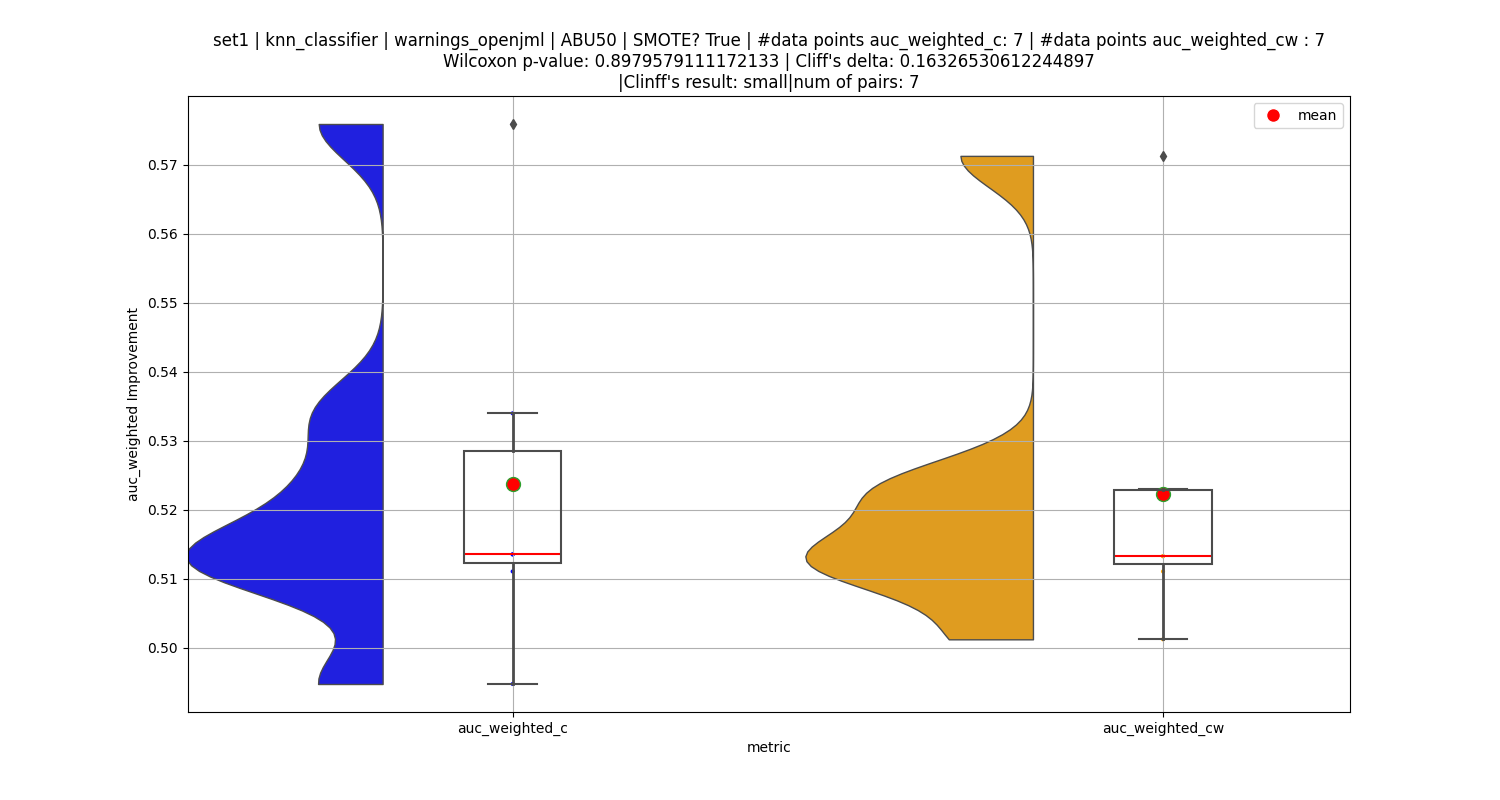 set1 | knn_classifier | warnings_openjml | ABU50 | SMOTE? True | #data points auc_weighted_c: 7 | #data points auc_weighted_cw : 7
Wilcoxon p-value: 0.8979579111172133 | Cliff's delta: 0.16326530612244897
|Clinff's result: small|num of pairs: 7
mean
0.57
0.56
0.55
0.54
0.53
0.52
0.51
0.50
auc_weighted Improvement
auc_weighted_c
auc_weighted_cw
metric